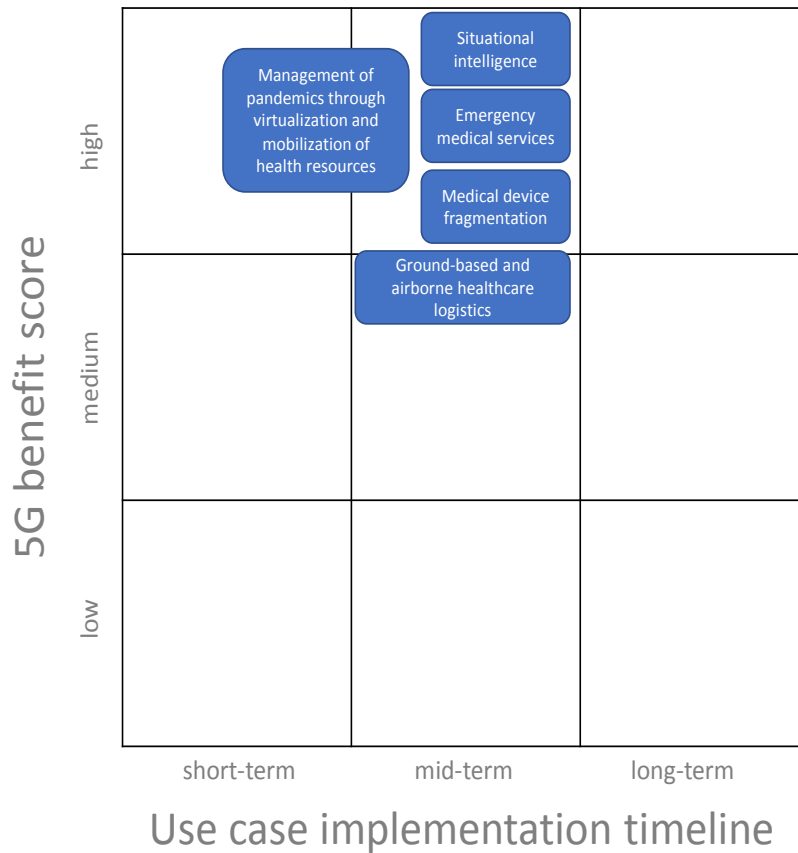 Situational
intelligence
Management of
pandemics through
virtualization and
mobilization of
health resources
Emergency
medical services
Medical device
fragmentation
Ground-based and
airborne healthcare
logistics
5G benefit score
high
medium
low
short-term
mid-term
long-term
Use case implementation timeline